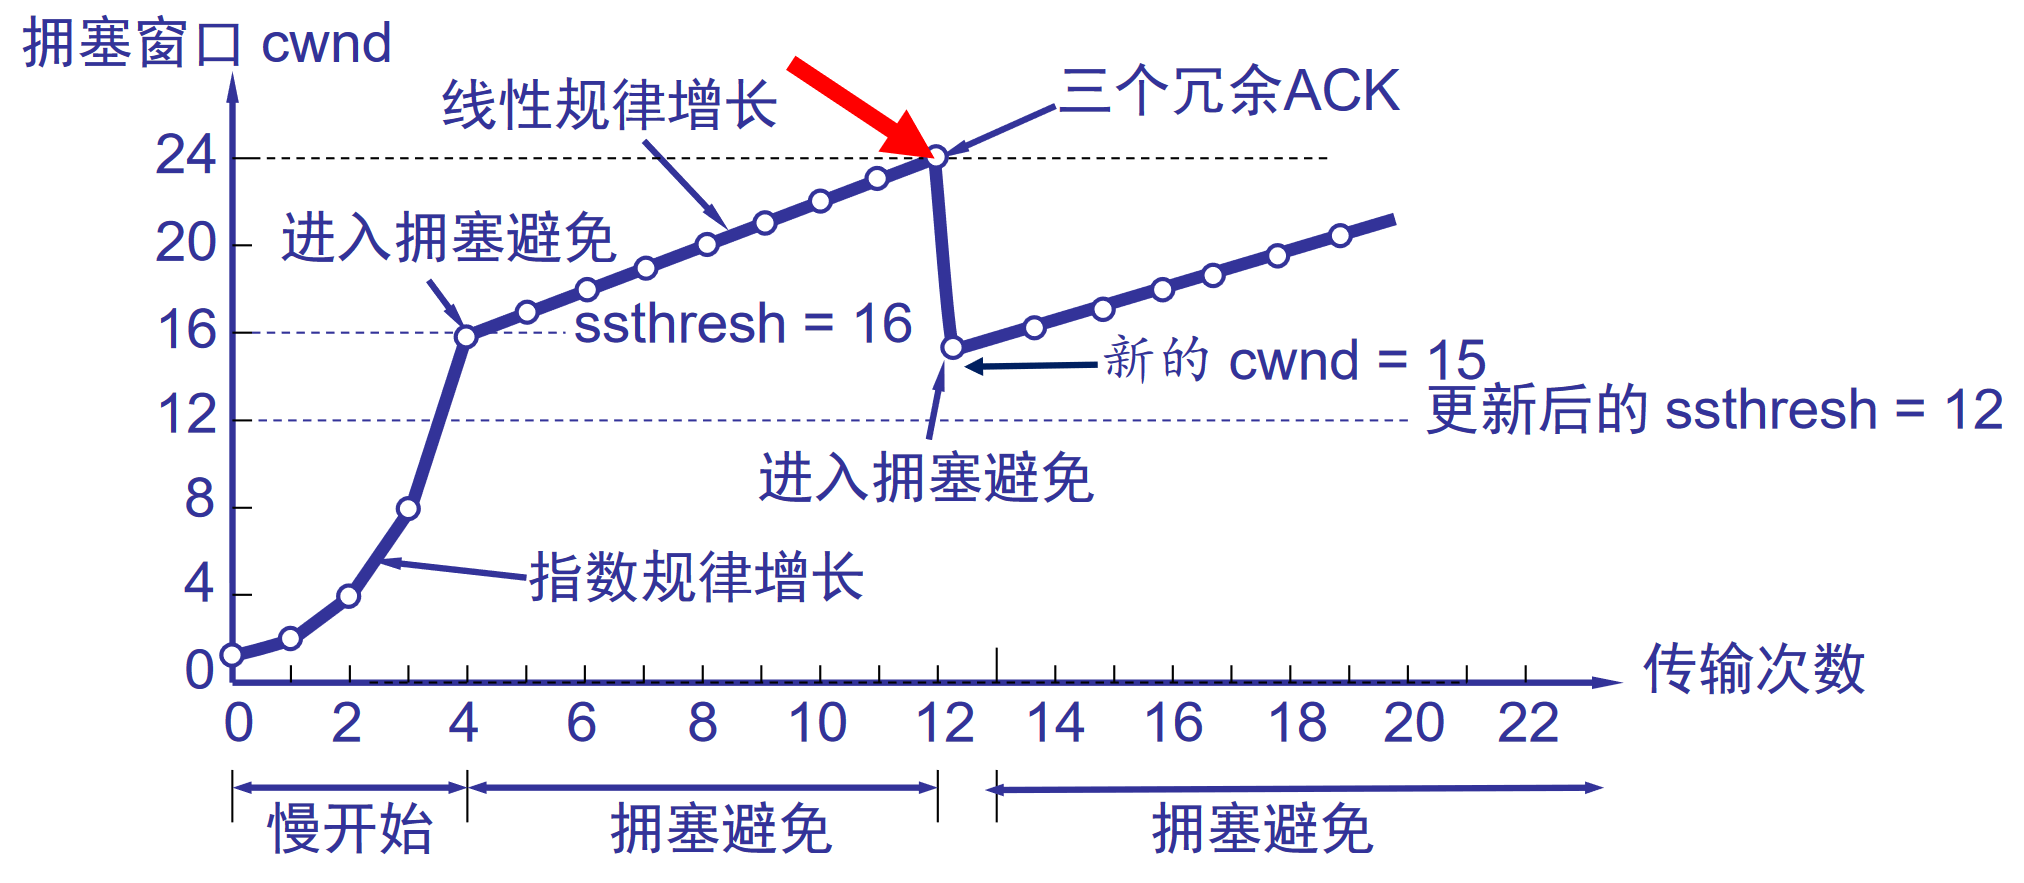 拥塞窗口 cwnd
线性规律增长
三个冗余ACK
24
进入拥塞避免
20
ssthresh = 16
16
新的 cwnd = 15
更新后的 ssthresh = 12
12
进入拥塞避免
8
指数规律增长
4
0
传输次数
0 2 4 6 8 10 12 14 16 18 20 22
慢开始 拥塞避免 拥塞避免